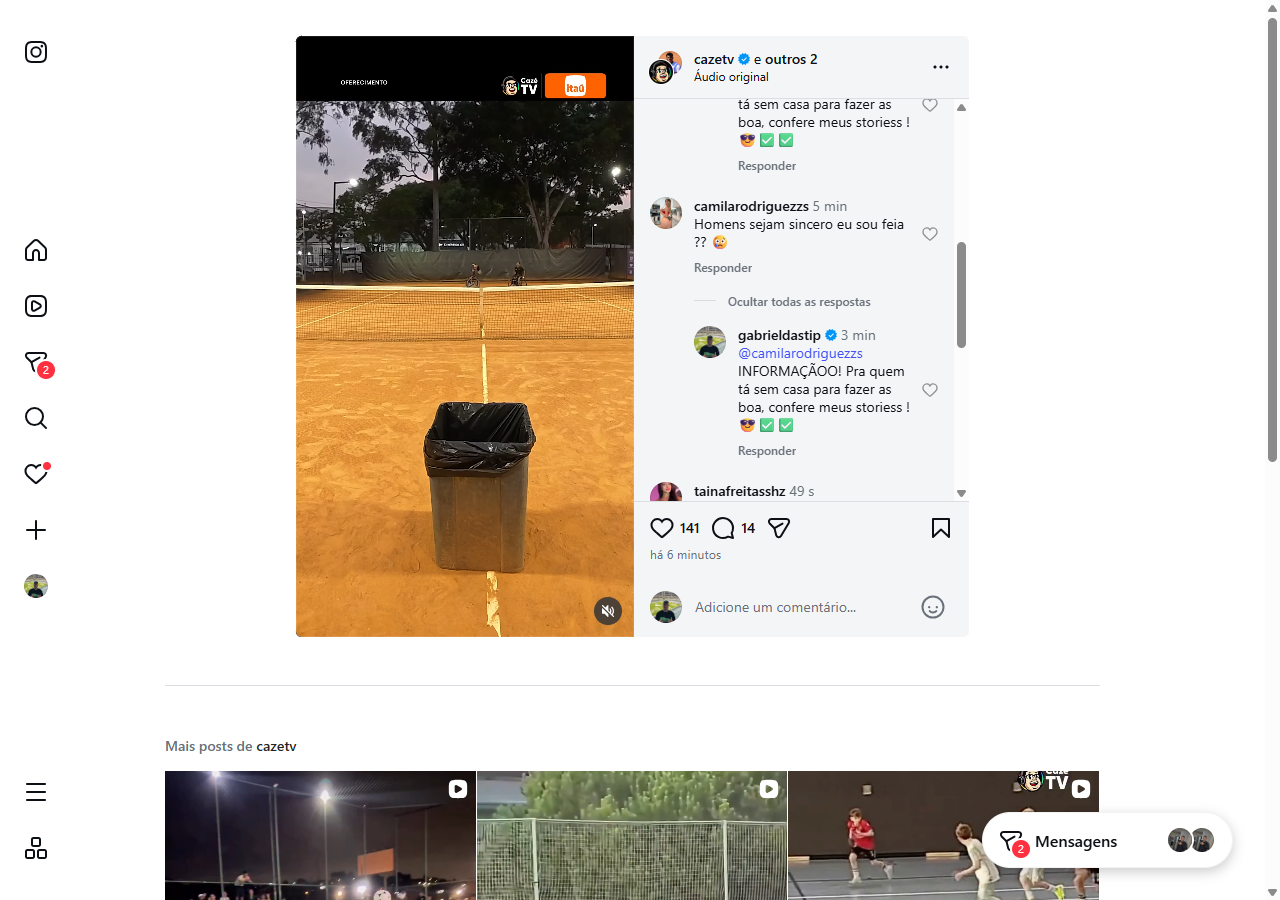 OFERECIMENTO
Cazé
TV
itaú
cazetv e outros 2
Áudio original
tá sem casa para fazer as
boa, confere meus storiess !
😎 ✅ ✅
Responder
camilarodriguezzs 5 min
Homens sejam sincero eu sou feia
?? 🤯
Responder
Ocultar todas as respostas
gabrieldastip 3 min
@camilarodriguezzs
INFORMAÇÃOO! Pra quem
tá sem casa para fazer as
boa, confere meus storiess !
😎 ✅ ✅
Responder
tainafreitasshz 49 s
141 14
há 6 minutos
Adicione um comentário...
2
Mais posts de cazetv
Cazé
TV
2
Mensagens